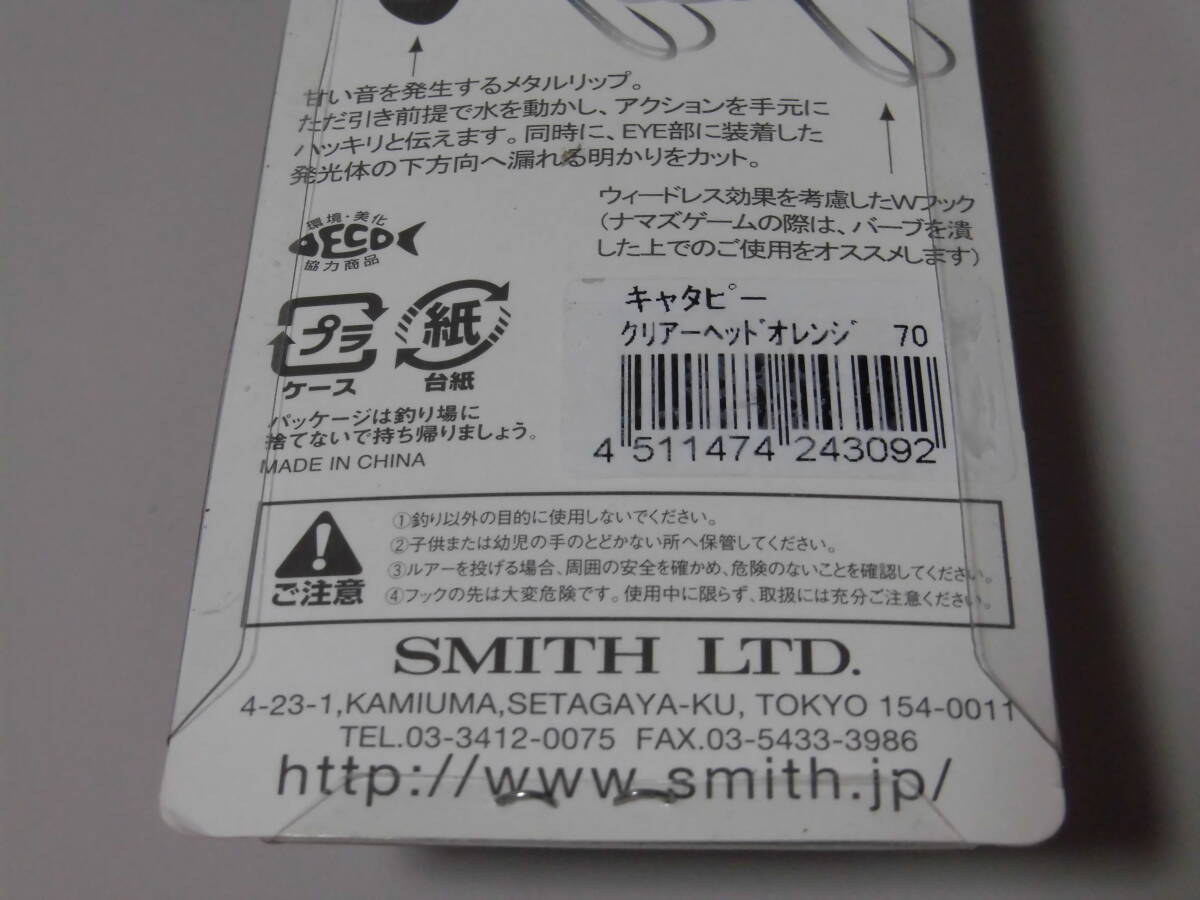 甘い音を発生するメタルリップ。
ただ引き前提で水を動かし、アクションを手元に
ハッキリと伝えます。同時に、EYE部に装着した
発光体の下方向へ漏れる明かりをカット。
ウィードレス効果を考慮したWフック
(ナマズゲームの際は、バーブを潰
した上でのご使用をオススメします)
環境・美化
ECO
協力商品
プラ
ケース
紙
台紙
パッケージは釣り場に
捨てないで持ち帰りましょう。
MADE IN CHINA
キャタピー
クリアーヘッドオレンジ 70
4 511474 243092
ご注意
①釣り以外の目的に使用しないでください。
②子供または幼児の手のとどかない所へ保管してください。
③ルアーを投げる場合、周囲の安全を確かめ、危険のないことを確認してください。
④フックの先は大変危険です。使用中に限らず、取扱には充分ご注意ください。
SMITH LTD.
4-23-1,KAMIUMA,SETAGAYA-KU, TOKYO 154-0011
TEL.03-3412-0075 FAX.03-5433-3986
http://www.smith.jp/